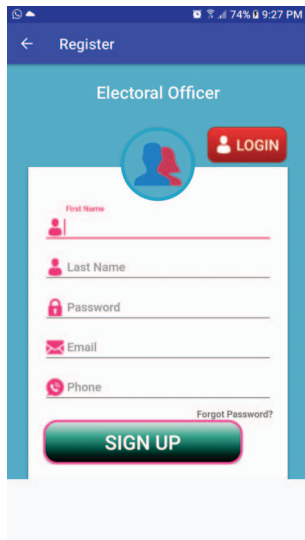 74% 9:27 PM
Register
Electoral Officer
LOGIN
First Name
Last Name
Password
Email
Phone
Forgot Password?
SIGN UP